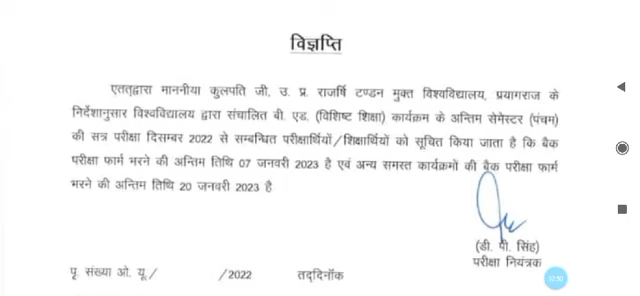 विज्ञप्ति
एतद्द्वारा माननीया कुलपति जी, उ. प्र. राजर्षि टण्डन मुक्त विश्वविद्यालय, प्रयागराज के
निर्देशानुसार विश्वविद्यालय द्वारा संचालित बी. एड. (विशिष्ट शिक्षा) कार्यक्रम के अन्तिम सेमेस्टर (पंचम)
की सत्र परीक्षा दिसम्बर 2022 से सम्बन्धित परीक्षार्थियों/शिक्षार्थियों को सूचित किया जाता है कि बैक
परीक्षा फार्म भरने की अन्तिम तिथि 07 जनवरी 2023 है एवं अन्य समस्त कार्यक्रमों की बैक परीक्षा फार्म
भरने की अन्तिम तिथि 20 जनवरी 2023 है
(डी. पी. सिंह)
परीक्षा नियंत्रक
पृ. संख्या ओ. यू./ /2022 तद्दिनॉक